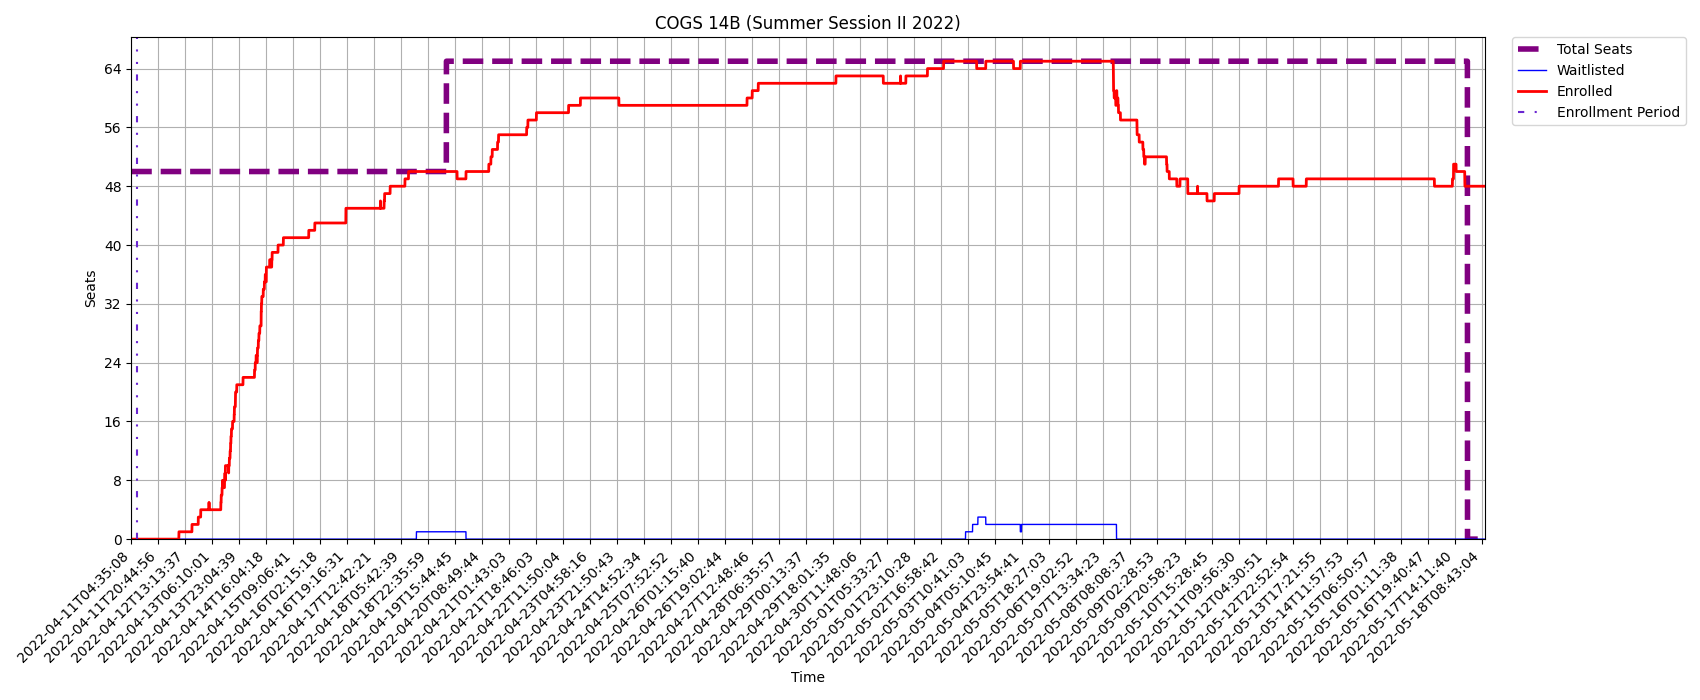 COGS 14B (Summer Session II 2022)
Total Seats
Waitlisted
Enrolled
Enrollment Period
Seats
64
56
48
40
32
24
16
8
0
2022-04-11T04:35:08
2022-04-11T20:44:56
2022-04-12T13:13:37
2022-04-13T06:10:01
2022-04-13T23:04:39
2022-04-14T16:04:18
2022-04-15T09:06:41
2022-04-16T02:15:18
2022-04-16T19:16:31
2022-04-17T12:42:21
2022-04-18T05:42:39
2022-04-18T22:35:59
2022-04-19T15:44:45
2022-04-20T08:49:44
2022-04-21T01:43:03
2022-04-21T18:46:03
2022-04-22T11:50:04
2022-04-23T04:58:16
2022-04-23T21:50:43
2022-04-24T14:52:34
2022-04-25T07:52:52
2022-04-26T01:15:40
2022-04-26T19:02:44
2022-04-27T12:48:46
2022-04-28T06:35:57
2022-04-29T00:13:37
2022-04-29T18:01:35
2022-04-30T11:48:06
2022-05-01T05:33:27
2022-05-01T23:10:28
2022-05-02T16:58:42
2022-05-03T10:41:03
2022-05-04T05:10:45
2022-05-04T23:54:41
2022-05-05T18:27:03
2022-05-06T19:02:52
2022-05-07T13:34:23
2022-05-08T08:08:37
2022-05-09T02:28:53
2022-05-09T20:58:23
2022-05-10T15:28:45
2022-05-11T09:56:30
2022-05-12T04:30:51
2022-05-12T22:52:54
2022-05-13T17:21:55
2022-05-14T11:57:53
2022-05-15T06:50:57
2022-05-16T01:11:38
2022-05-16T19:40:47
2022-05-17T14:11:40
2022-05-18T08:43:04
Time